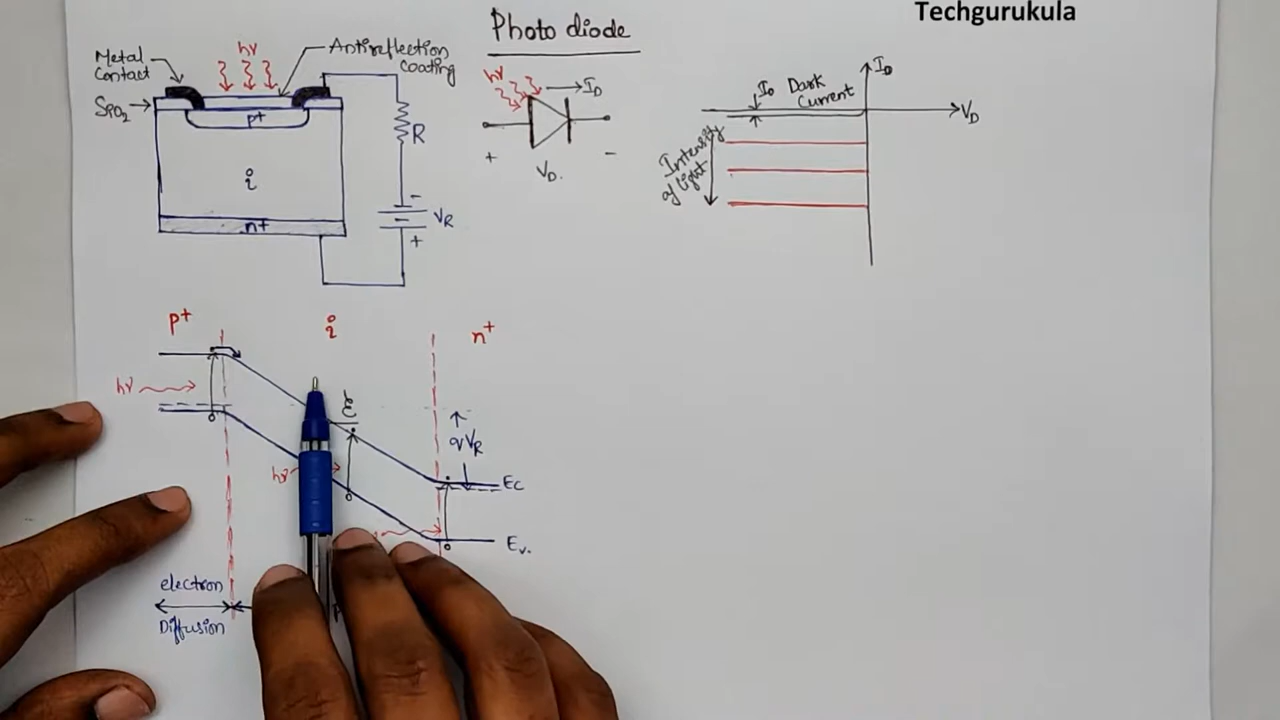 Techgurukula
Photo diode
Metal
Contact
hν
Antireflection
coating
SiO2
p+
i
n+
R
-
VR
+
hν
ID
+
-
VD.
I0 Dark
Current
ID
VD
Intensity
of light
p+
i
n+
hν
ξ
qVR
hν
EC
Ev.
electron
Diffusion